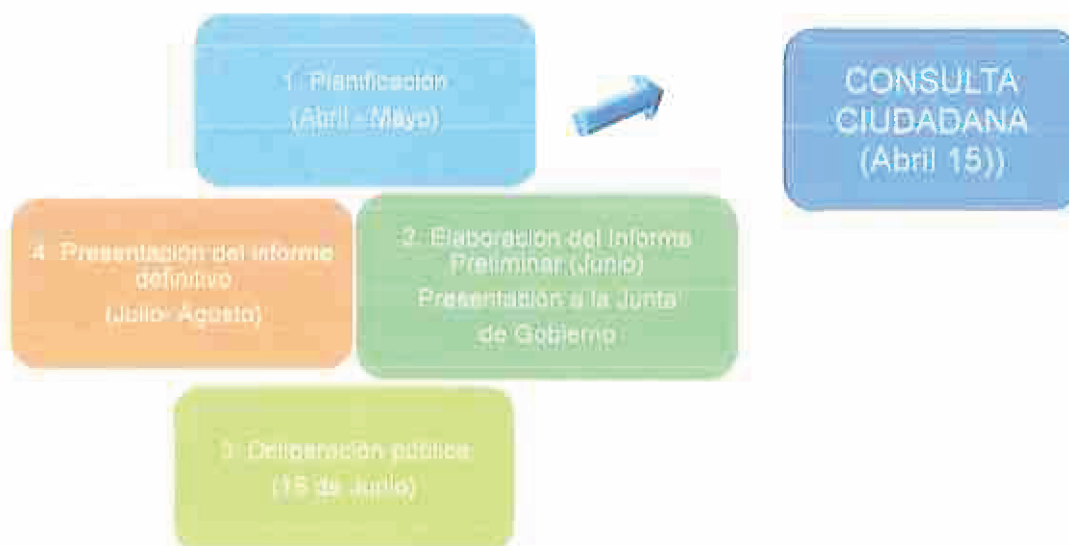 1. Planificación
(Abril - Mayo)
CONSULTA
CIUDADANA
(Abril 15))
2. Elaboración del Informe
Preliminar (Junio)
Presentación a la Junta
de Gobierno
3. Deliberación pública
(15 de Junio)
4. Presentación del informe
definitivo
(Julio- Agosto)